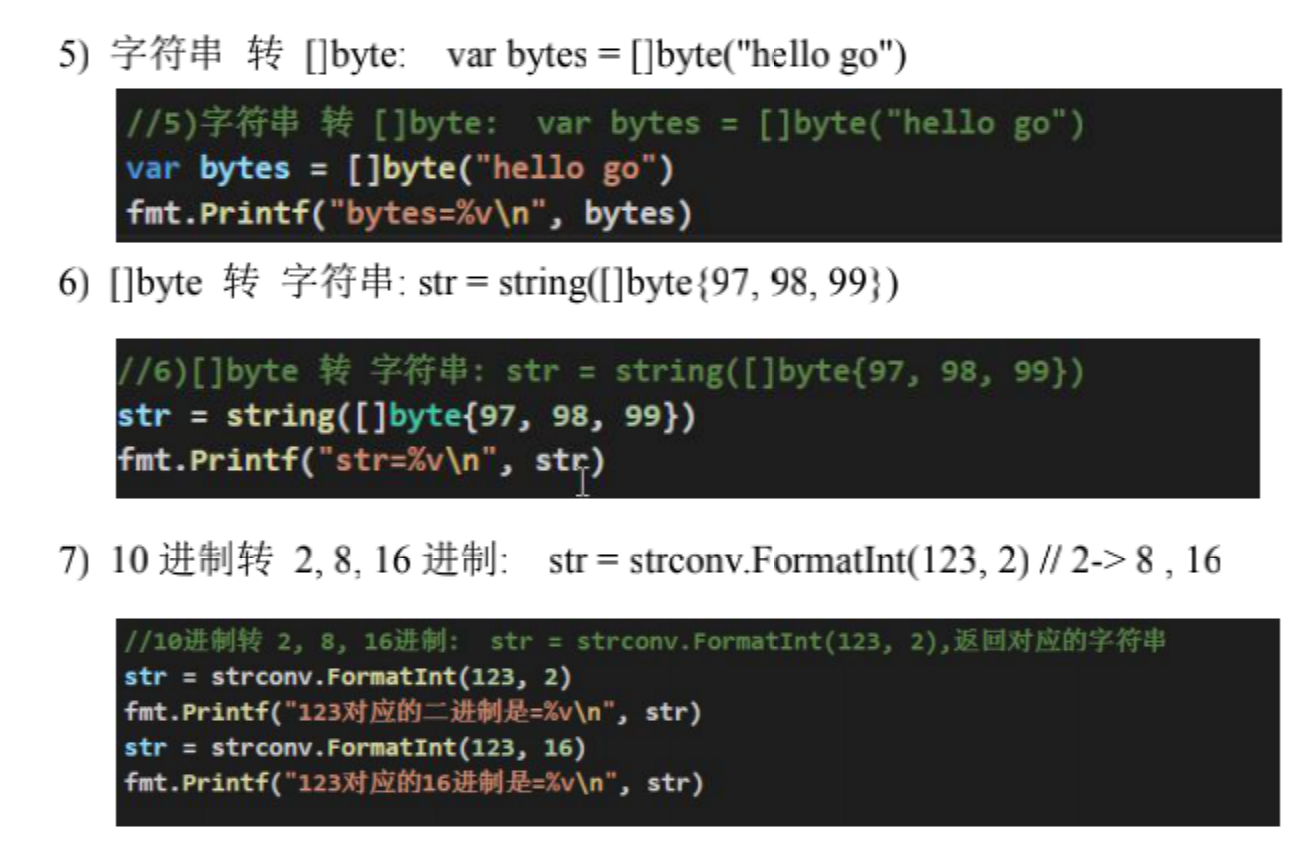 5) 字符串 转 []byte: var bytes = []byte("hello go")
//5)字符串 转 []byte: var bytes = []byte("hello go")
var bytes = []byte("hello go")
fmt.Printf("bytes=%v\n", bytes)
6) []byte 转 字符串: str = string([]byte{97, 98, 99})
//6)[]byte 转 字符串: str = string([]byte{97, 98, 99})
str = string([]byte{97, 98, 99})
fmt.Printf("str=%v\n", str)
7) 10 进制转 2, 8, 16 进制: str = strconv.FormatInt(123, 2) // 2-> 8 , 16
//10进制转 2, 8, 16进制: str = strconv.FormatInt(123, 2),返回对应的字符串
str = strconv.FormatInt(123, 2)
fmt.Printf("123对应的二进制是=%v\n", str)
str = strconv.FormatInt(123, 16)
fmt.Printf("123对应的16进制是=%v\n", str)